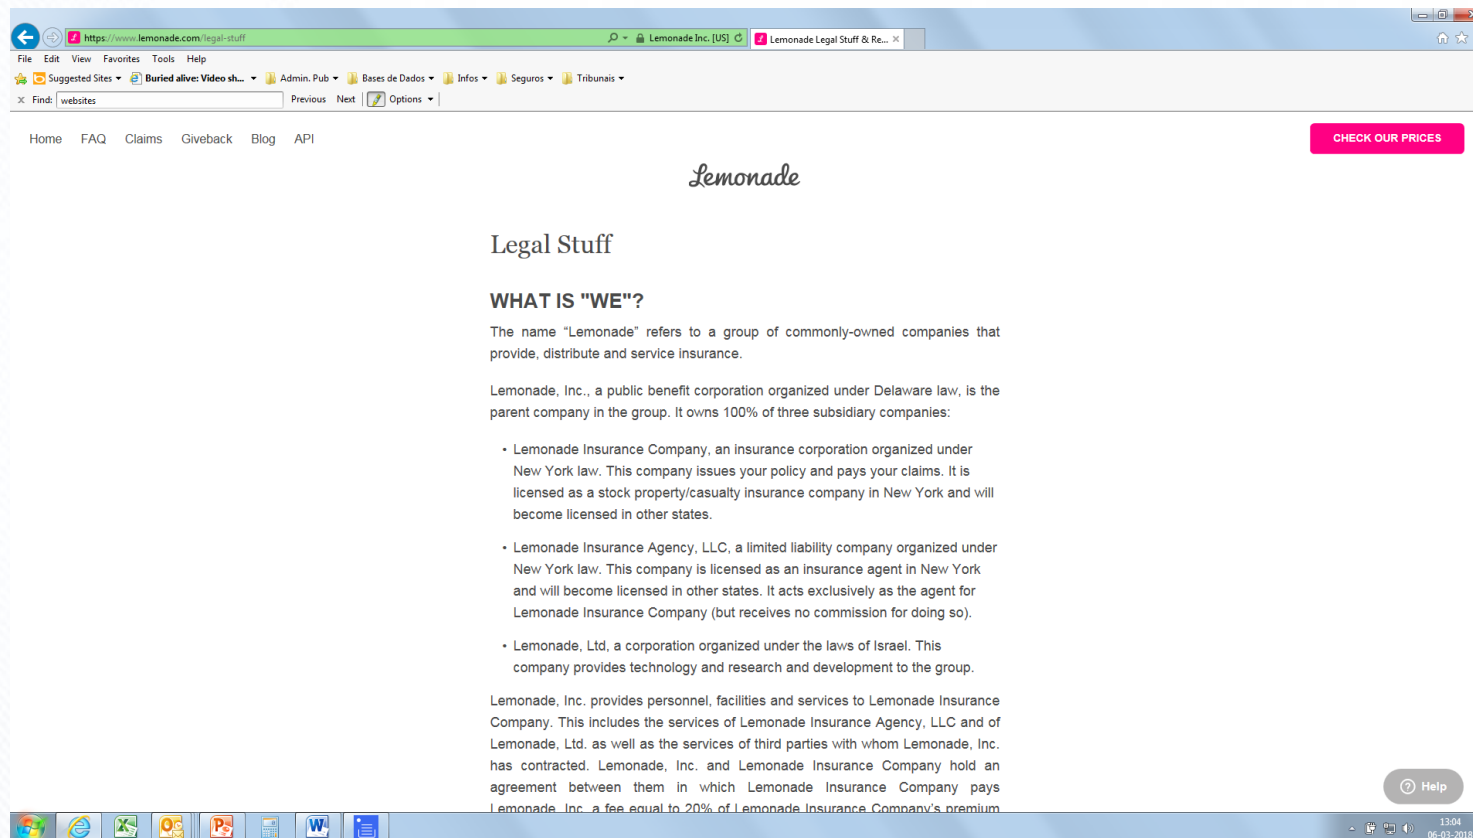 https://www.lemonade.com/legal-stuff
Lemonade Inc. [US]
Lemonade Legal Stuff & Re...
File Edit View Favorites Tools Help
Suggested Sites Buried alive: Video sh... Admin. Pub Bases de Dados Infos Seguros Tribunais
x Find: websites Previous Next Options
Home FAQ Claims Giveback Blog API
CHECK OUR PRICES
Lemonade
Legal Stuff
WHAT IS "WE"?
The name “Lemonade” refers to a group of commonly-owned companies that
provide, distribute and service insurance.
Lemonade, Inc., a public benefit corporation organized under Delaware law, is the
parent company in the group. It owns 100% of three subsidiary companies:
• Lemonade Insurance Company, an insurance corporation organized under
New York law. This company issues your policy and pays your claims. It is
licensed as a stock property/casualty insurance company in New York and will
become licensed in other states.
• Lemonade Insurance Agency, LLC, a limited liability company organized under
New York law. This company is licensed as an insurance agent in New York
and will become licensed in other states. It acts exclusively as the agent for
Lemonade Insurance Company (but receives no commission for doing so).
• Lemonade, Ltd, a corporation organized under the laws of Israel. This
company provides technology and research and development to the group.
Lemonade, Inc. provides personnel, facilities and services to Lemonade Insurance
Company. This includes the services of Lemonade Insurance Agency, LLC and of
Lemonade, Ltd. as well as the services of third parties with whom Lemonade, Inc.
has contracted. Lemonade, Inc. and Lemonade Insurance Company hold an
agreement between them in which Lemonade Insurance Company pays
Lemonade, Inc. a fee equal to 20% of Lemonade Insurance Company's premium
Help
13:04
06-03-2018